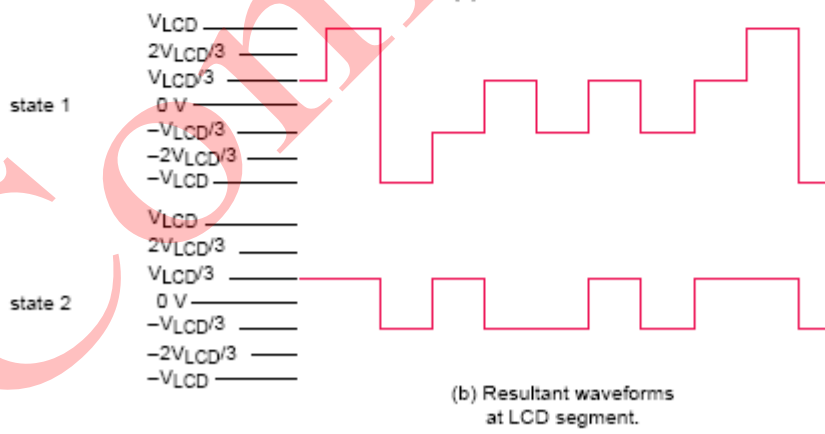 VLCD
2VLCD/3
VLCD/3
state 1
0 V
–VLCD/3
–2VLCD/3
–VLCD
VLCD
2VLCD/3
VLCD/3
state 2
0 V
–VLCD/3
–2VLCD/3
–VLCD
(b) Resultant waveforms
at LCD segment.
Con